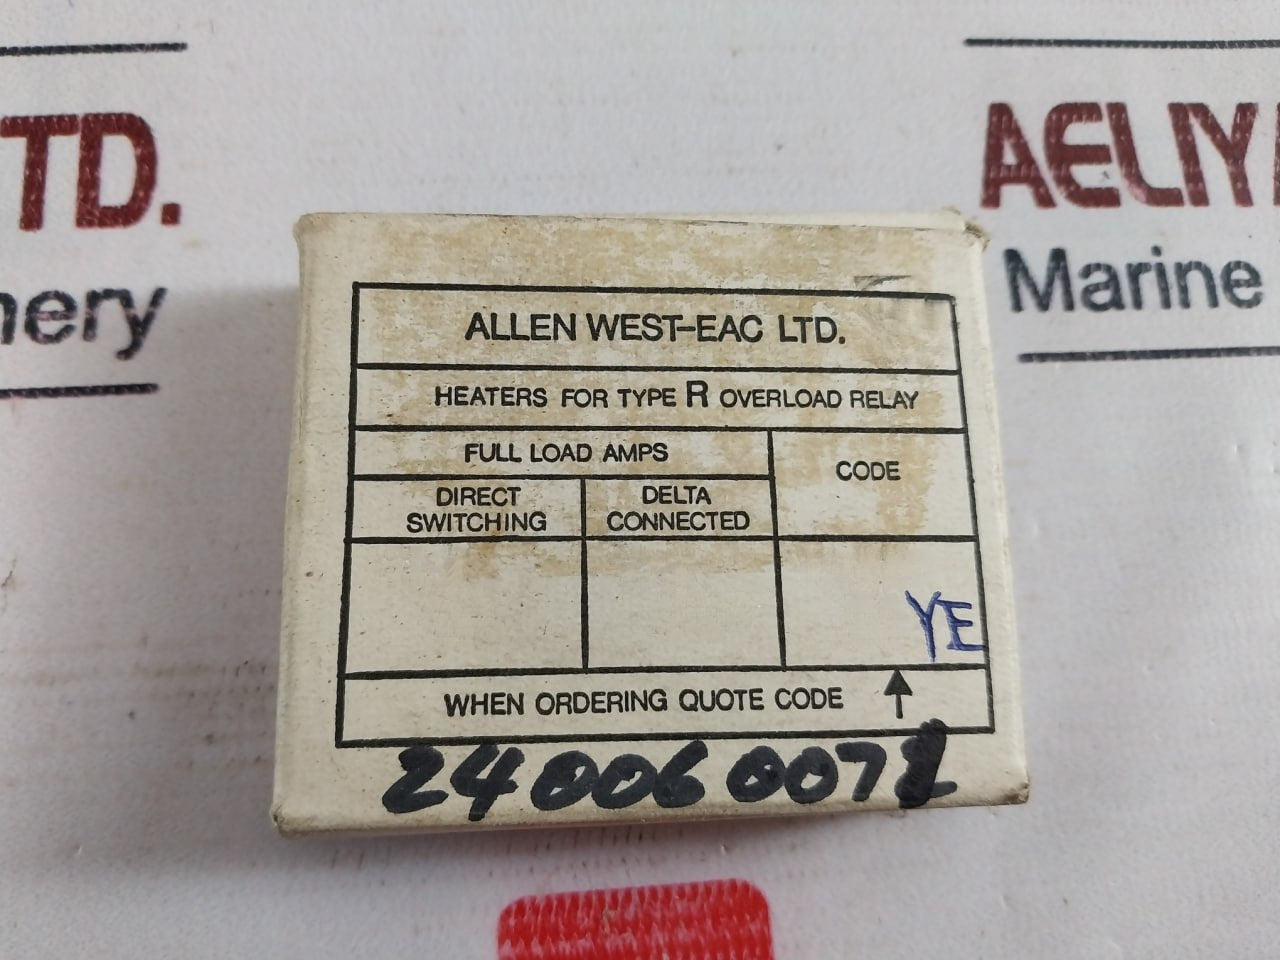 TD.
nery
AELIY
Marine
ALLEN WEST-EAC LTD.
HEATERS FOR TYPE R OVERLOAD RELAY
FULL LOAD AMPS
CODE
DIRECT SWITCHING
DELTA CONNECTED
YE
WHEN ORDERING QUOTE CODE